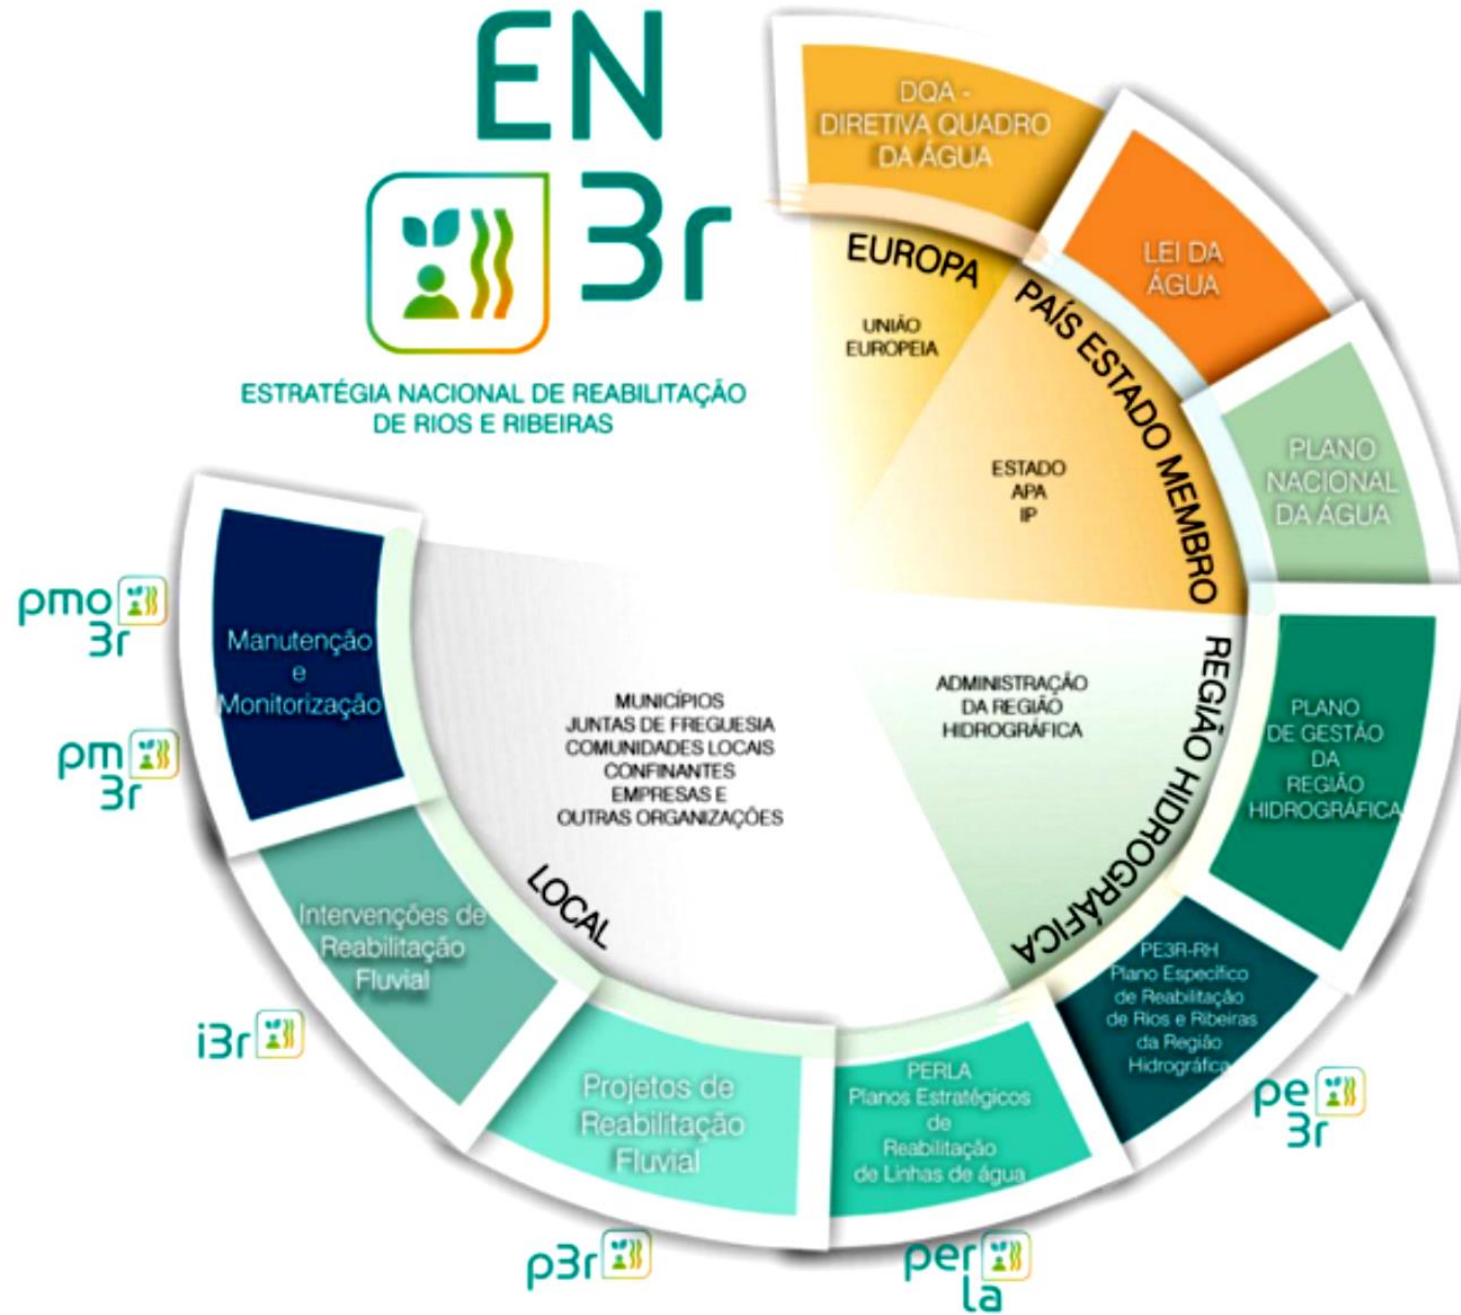 EN
3r
ESTRATÉGIA NACIONAL DE REABILITAÇÃO
DE RIOS E RIBEIRAS
DQA -
DIRETIVA QUADRO
DA ÁGUA
LEI DA
ÁGUA
PLANO
NACIONAL
DA ÁGUA
PLANO
DE GESTÃO
DA
REGIÃO
HIDROGRÁFICA
PE3R-RH
Plano Específico
de Reabilitação
de Rios e Ribeiras
da Região
Hidrográfica
pe
3r
PERLA
Planos Estratégicos
de
Reabilitação
de Linhas de água
per
la
Projetos de
Reabilitação
Fluvial
p3r
Intervenções de
Reabilitação
Fluvial
i3r
Manutenção
e
Monitorização
pmo
3r
pm
3r
EUROPA
UNIÃO
EUROPEIA
PAÍS ESTADO MEMBRO
ESTADO
APA
IP
REGIÃO HIDROGRÁFICA
ADMINISTRAÇÃO
DA REGIÃO
HIDROGRÁFICA
LOCAL
MUNICÍPIOS
JUNTAS DE FREGUESIA
COMUNIDADES LOCAIS
CONFINANTES
EMPRESAS E
OUTRAS ORGANIZAÇÕES